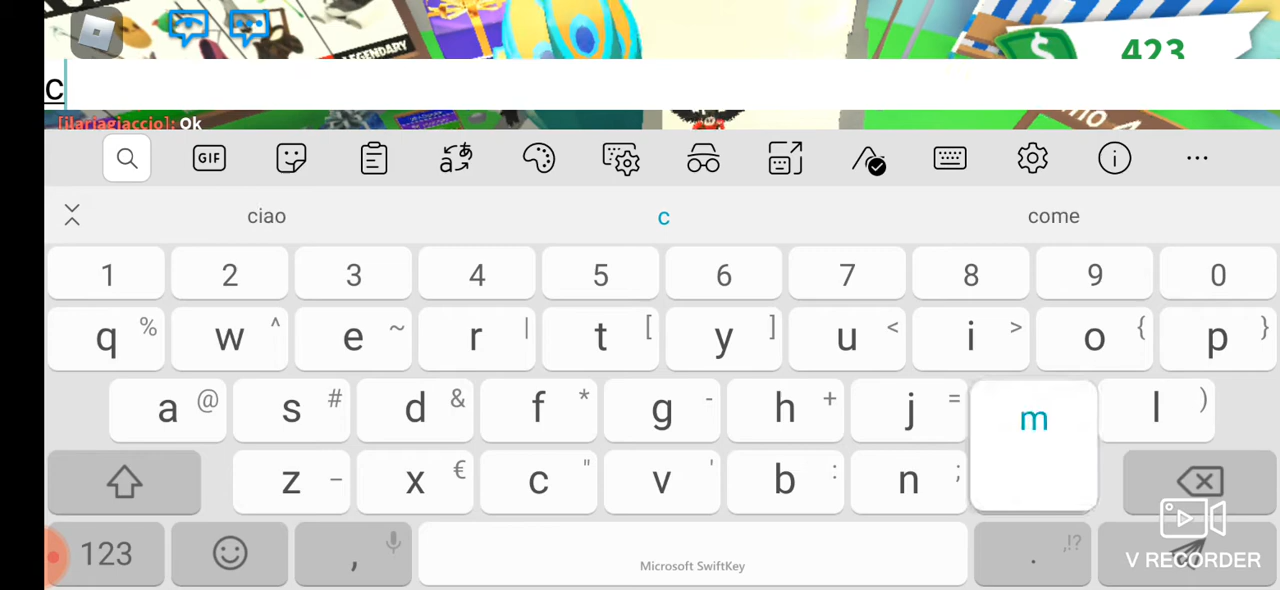 LEGENDARY
423
c
[ilariagiaccio]: Ok
GIF
ciao c come
1 2 3 4 5 6 7 8 9 0
q % w ^ e ~ r | t [ y ] u < i > o { p }
a @ s # d & f * g - h + j = m l )
z _ x € c " v ' b : n ;
123 , Microsoft SwiftKey . ,!?
V RECORDER